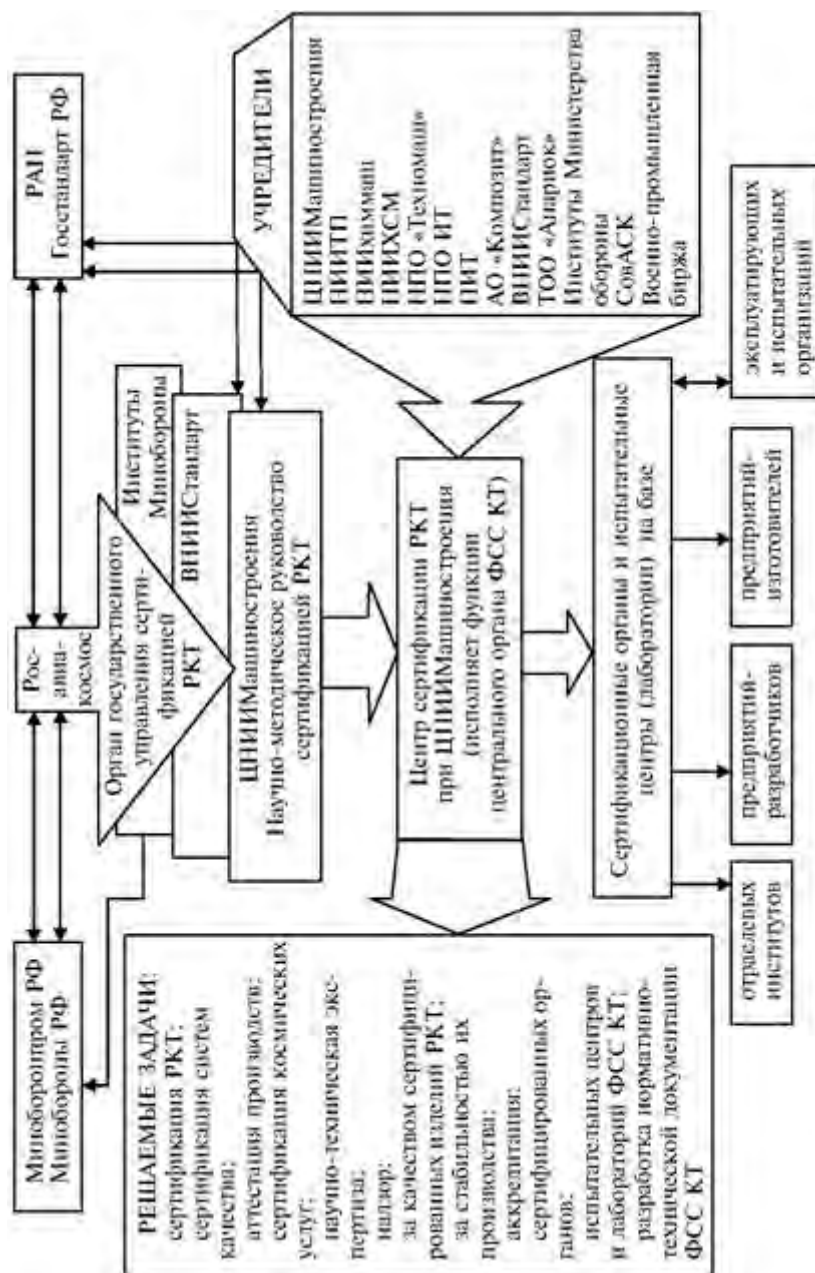 Миноборонпром РФ
Минобороны РФ
Рос-
авиа-
космос
РАН
Госстандарт РФ
Орган государственного
управления серти-
фикацией
РКТ
Институты
Минобороны
ВНИИСтандарт
ЦНИИМашиностроения
Научно-методическое руководство
сертификацией РКТ
УЧРЕДИТЕЛИ
ЦНИИМашиностроения
НИИТП
НИИхиммаш
НИИХСМ
НПО «Техномаш»
НПО ИТ
ПИТ
АО «Композит»
ВНИИСтандарт
ТОО «Анариок»
Институты Министерства
обороны
СовАСК
Военно-промышленная
биржа
РЕШАЕМЫЕ ЗАДАЧИ:
сертификация РКТ;
сертификация систем
качества;
аттестация производств;
сертификация космических
услуг;
научно-техническая экс-
пертиза;
надзор:
за качеством сертифици-
рованных изделий РКТ;
за стабильностью их
производства;
аккредитация:
сертифицированных ор-
ганов;
испытательных центров
и лабораторий ФСС КТ;
разработка нормативно-
технической документации
ФСС КТ
Центр сертификации РКТ
при ЦНИИМашиностроения
(исполняет функции
центрального органа ФСС КТ)
Сертификационные органы и испытательные
центры (лаборатории) на базе
отраслевых
институтов
предприятий-
разработчиков
предприятий-
изготовителей
эксплуатирующих
и испытательных
организаций